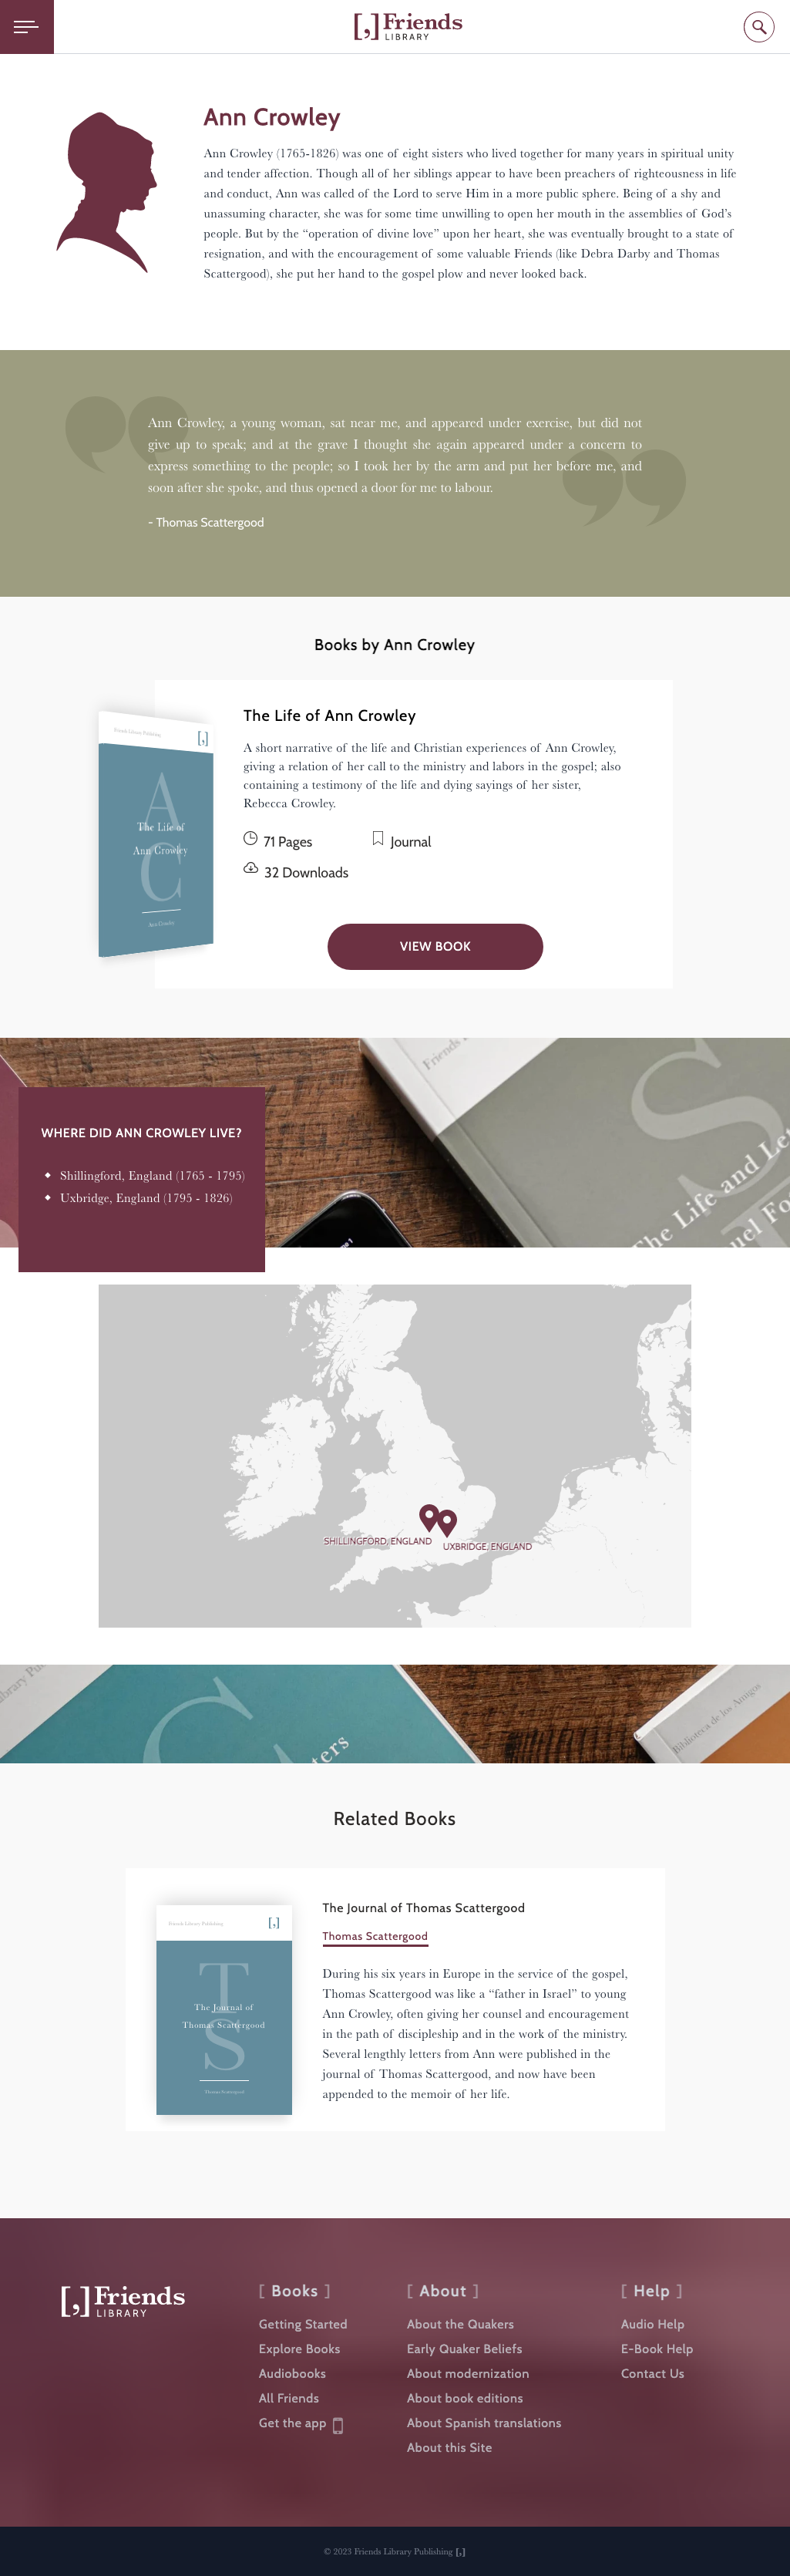 [,] Friends
LIBRARY
Ann Crowley
Ann Crowley (1765-1826) was one of eight sisters who lived together for many years in spiritual unity
and tender affection. Though all of her siblings appear to have been preachers of righteousness in life
and conduct, Ann was called of the Lord to serve Him in a more public sphere. Being of a shy and
unassuming character, she was for some time unwilling to open her mouth in the assemblies of God’s
people. But by the “operation of divine love” upon her heart, she was eventually brought to a state of
resignation, and with the encouragement of some valuable Friends (like Debra Darby and Thomas
Scattergood), she put her hand to the gospel plow and never looked back.
Ann Crowley, a young woman, sat near me, and appeared under exercise, but did not
give up to speak; and at the grave I thought she again appeared under a concern to
express something to the people; so I took her by the arm and put her before me, and
soon after she spoke, and thus opened a door for me to labour.
- Thomas Scattergood
Books by Ann Crowley
Friends Library Publishing
[,]
A
C
The Life of
Ann Crowley
Ann Crowley
The Life of Ann Crowley
A short narrative of the life and Christian experiences of Ann Crowley,
giving a relation of her call to the ministry and labors in the gospel; also
containing a testimony of the life and dying sayings of her sister,
Rebecca Crowley.
71 Pages
Journal
32 Downloads
VIEW BOOK
Friends
S
The Life and Let
uel Fo
WHERE DID ANN CROWLEY LIVE?
Shillingford, England (1765 - 1795)
Uxbridge, England (1795 - 1826)
SHILLINGFORD, ENGLAND
UXBRIDGE, ENGLAND
ibrary Pu
C
tters
Biblioteca de los Amigos
Related Books
Friends Library Publishing
[,]
T
S
The Journal of
Thomas Scattergood
Thomas Scattergood
The Journal of Thomas Scattergood
Thomas Scattergood
During his six years in Europe in the service of the gospel,
Thomas Scattergood was like a “father in Israel” to young
Ann Crowley, often giving her counsel and encouragement
in the path of discipleship and in the work of the ministry.
Several lengthly letters from Ann were published in the
journal of Thomas Scattergood, and now have been
appended to the memoir of her life.
[,] Friends
LIBRARY
[ Books ]
Getting Started
Explore Books
Audiobooks
All Friends
Get the app
[ About ]
About the Quakers
Early Quaker Beliefs
About modernization
About book editions
About Spanish translations
About this Site
[ Help ]
Audio Help
E-Book Help
Contact Us
© 2023 Friends Library Publishing [,]